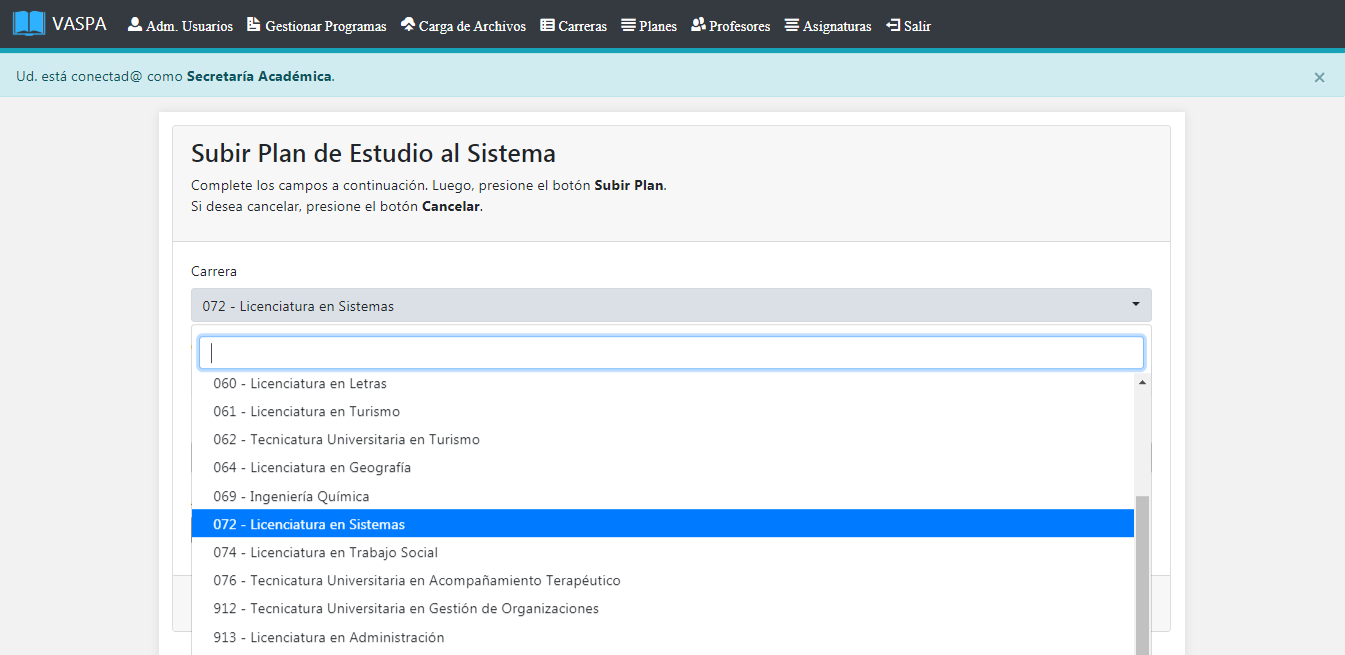 VASPA Adm. Usuarios Gestionar Programas Carga de Archivos Carreras Planes Profesores Asignaturas Salir
Ud. está conectad@ como Secretaría Académica. ×
Subir Plan de Estudio al Sistema
Complete los campos a continuación. Luego, presione el botón Subir Plan.
Si desea cancelar, presione el botón Cancelar.
Carrera
072 - Licenciatura en Sistemas
060 - Licenciatura en Letras
061 - Licenciatura en Turismo
062 - Tecnicatura Universitaria en Turismo
064 - Licenciatura en Geografía
069 - Ingeniería Química
072 - Licenciatura en Sistemas
074 - Licenciatura en Trabajo Social
076 - Tecnicatura Universitaria en Acompañamiento Terapéutico
912 - Tecnicatura Universitaria en Gestión de Organizaciones
913 - Licenciatura en Administración